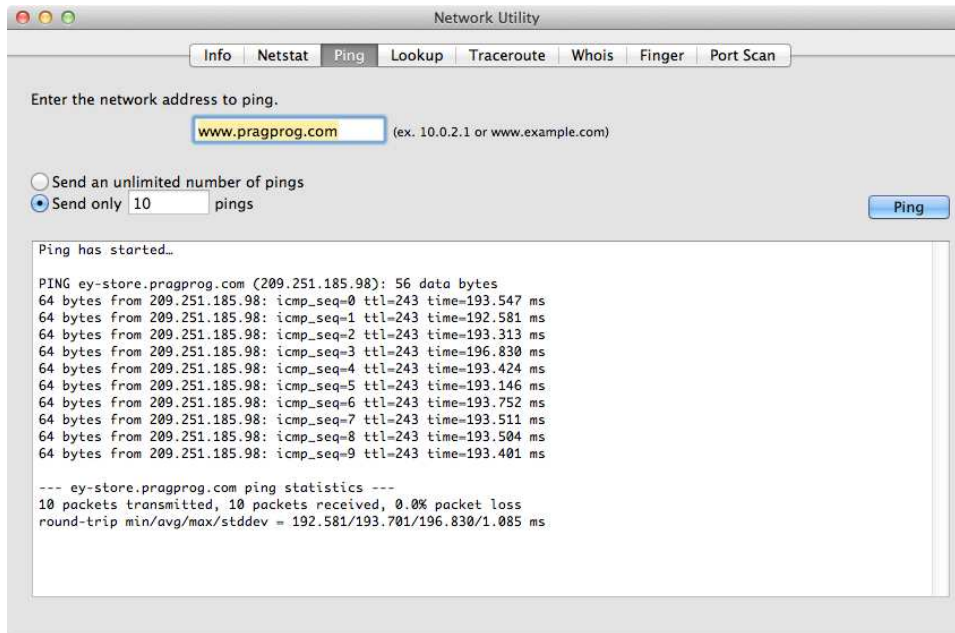 Network Utility
Info Netstat Ping Lookup Traceroute Whois Finger Port Scan
Enter the network address to ping.
www.pragprog.com (ex. 10.0.2.1 or www.example.com)
Send an unlimited number of pings
Send only 10 pings
Ping
Ping has started…
PING ey-store.pragprog.com (209.251.185.98): 56 data bytes
64 bytes from 209.251.185.98: icmp_seq=0 ttl=243 time=193.547 ms
64 bytes from 209.251.185.98: icmp_seq=1 ttl=243 time=192.581 ms
64 bytes from 209.251.185.98: icmp_seq=2 ttl=243 time=193.313 ms
64 bytes from 209.251.185.98: icmp_seq=3 ttl=243 time=196.830 ms
64 bytes from 209.251.185.98: icmp_seq=4 ttl=243 time=193.424 ms
64 bytes from 209.251.185.98: icmp_seq=5 ttl=243 time=193.146 ms
64 bytes from 209.251.185.98: icmp_seq=6 ttl=243 time=193.752 ms
64 bytes from 209.251.185.98: icmp_seq=7 ttl=243 time=193.511 ms
64 bytes from 209.251.185.98: icmp_seq=8 ttl=243 time=193.504 ms
64 bytes from 209.251.185.98: icmp_seq=9 ttl=243 time=193.401 ms
--- ey-store.pragprog.com ping statistics ---
10 packets transmitted, 10 packets received, 0.0% packet loss
round-trip min/avg/max/stddev = 192.581/193.701/196.830/1.085 ms